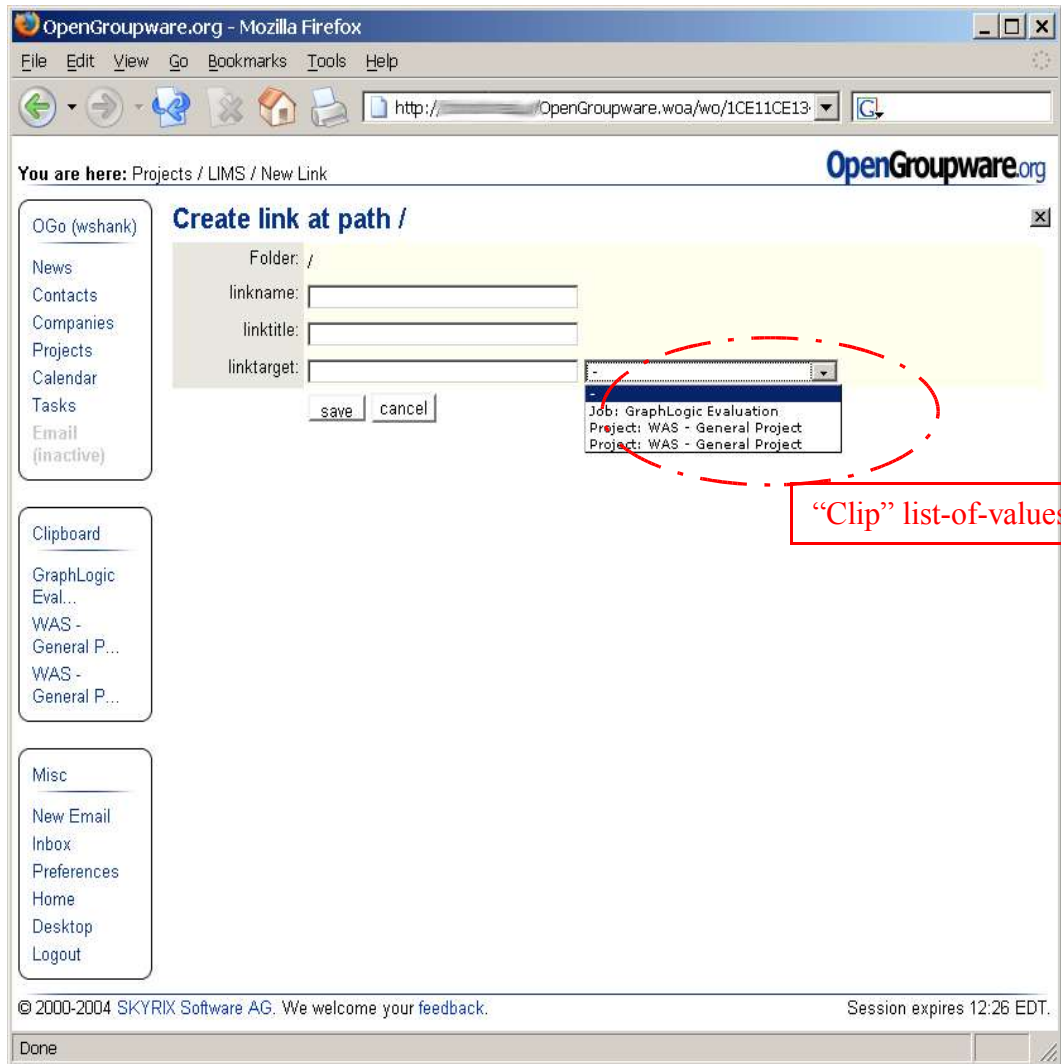 OpenGroupware.org - Mozilla Firefox
File Edit View Go Bookmarks Tools Help
http:// /OpenGroupware.woa/wo/1CE11CE13
G
You are here: Projects / LIMS / New Link
OpenGroupware.org
OGo (wshank)
News
Contacts
Companies
Projects
Calendar
Tasks
Email
(inactive)
Create link at path /
Folder: /
linkname:
linktitle:
linktarget:
-
-
Job: GraphLogic Evaluation
Project: WAS - General Project
Project: WAS - General Project
save cancel
“Clip” list-of-values
Clipboard
GraphLogic
Eval...
WAS -
General P...
WAS -
General P...
Misc
New Email
Inbox
Preferences
Home
Desktop
Logout
© 2000-2004 SKYRIX Software AG. We welcome your feedback.
Session expires 12:26 EDT.
Done